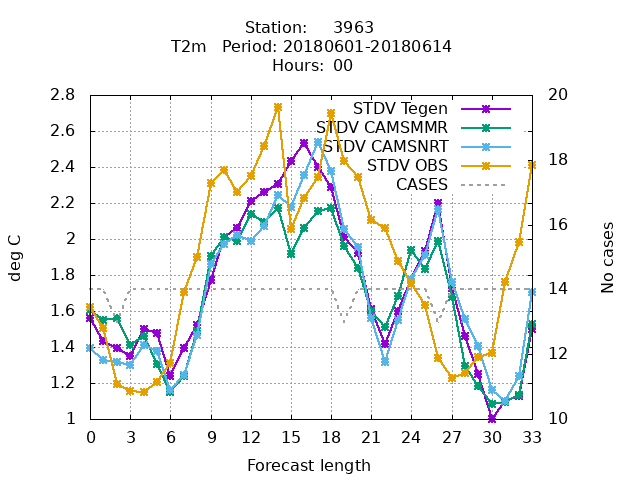 Station:     3963
T2m   Period: 20180601-20180614
Hours:  00
STDV Tegen
STDV CAMSMMR
STDV CAMSNRT
STDV OBS
CASES
2.8
2.6
2.4
2.2
2
1.8
1.6
1.4
1.2
1
deg C
20
18
16
14
12
10
No cases
0 3 6 9 12 15 18 21 24 27 30 33
Forecast length